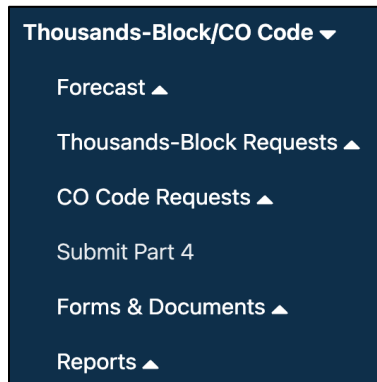 Thousands-Block/CO Code
Forecast
Thousands-Block Requests
CO Code Requests
Submit Part 4
Forms & Documents
Reports